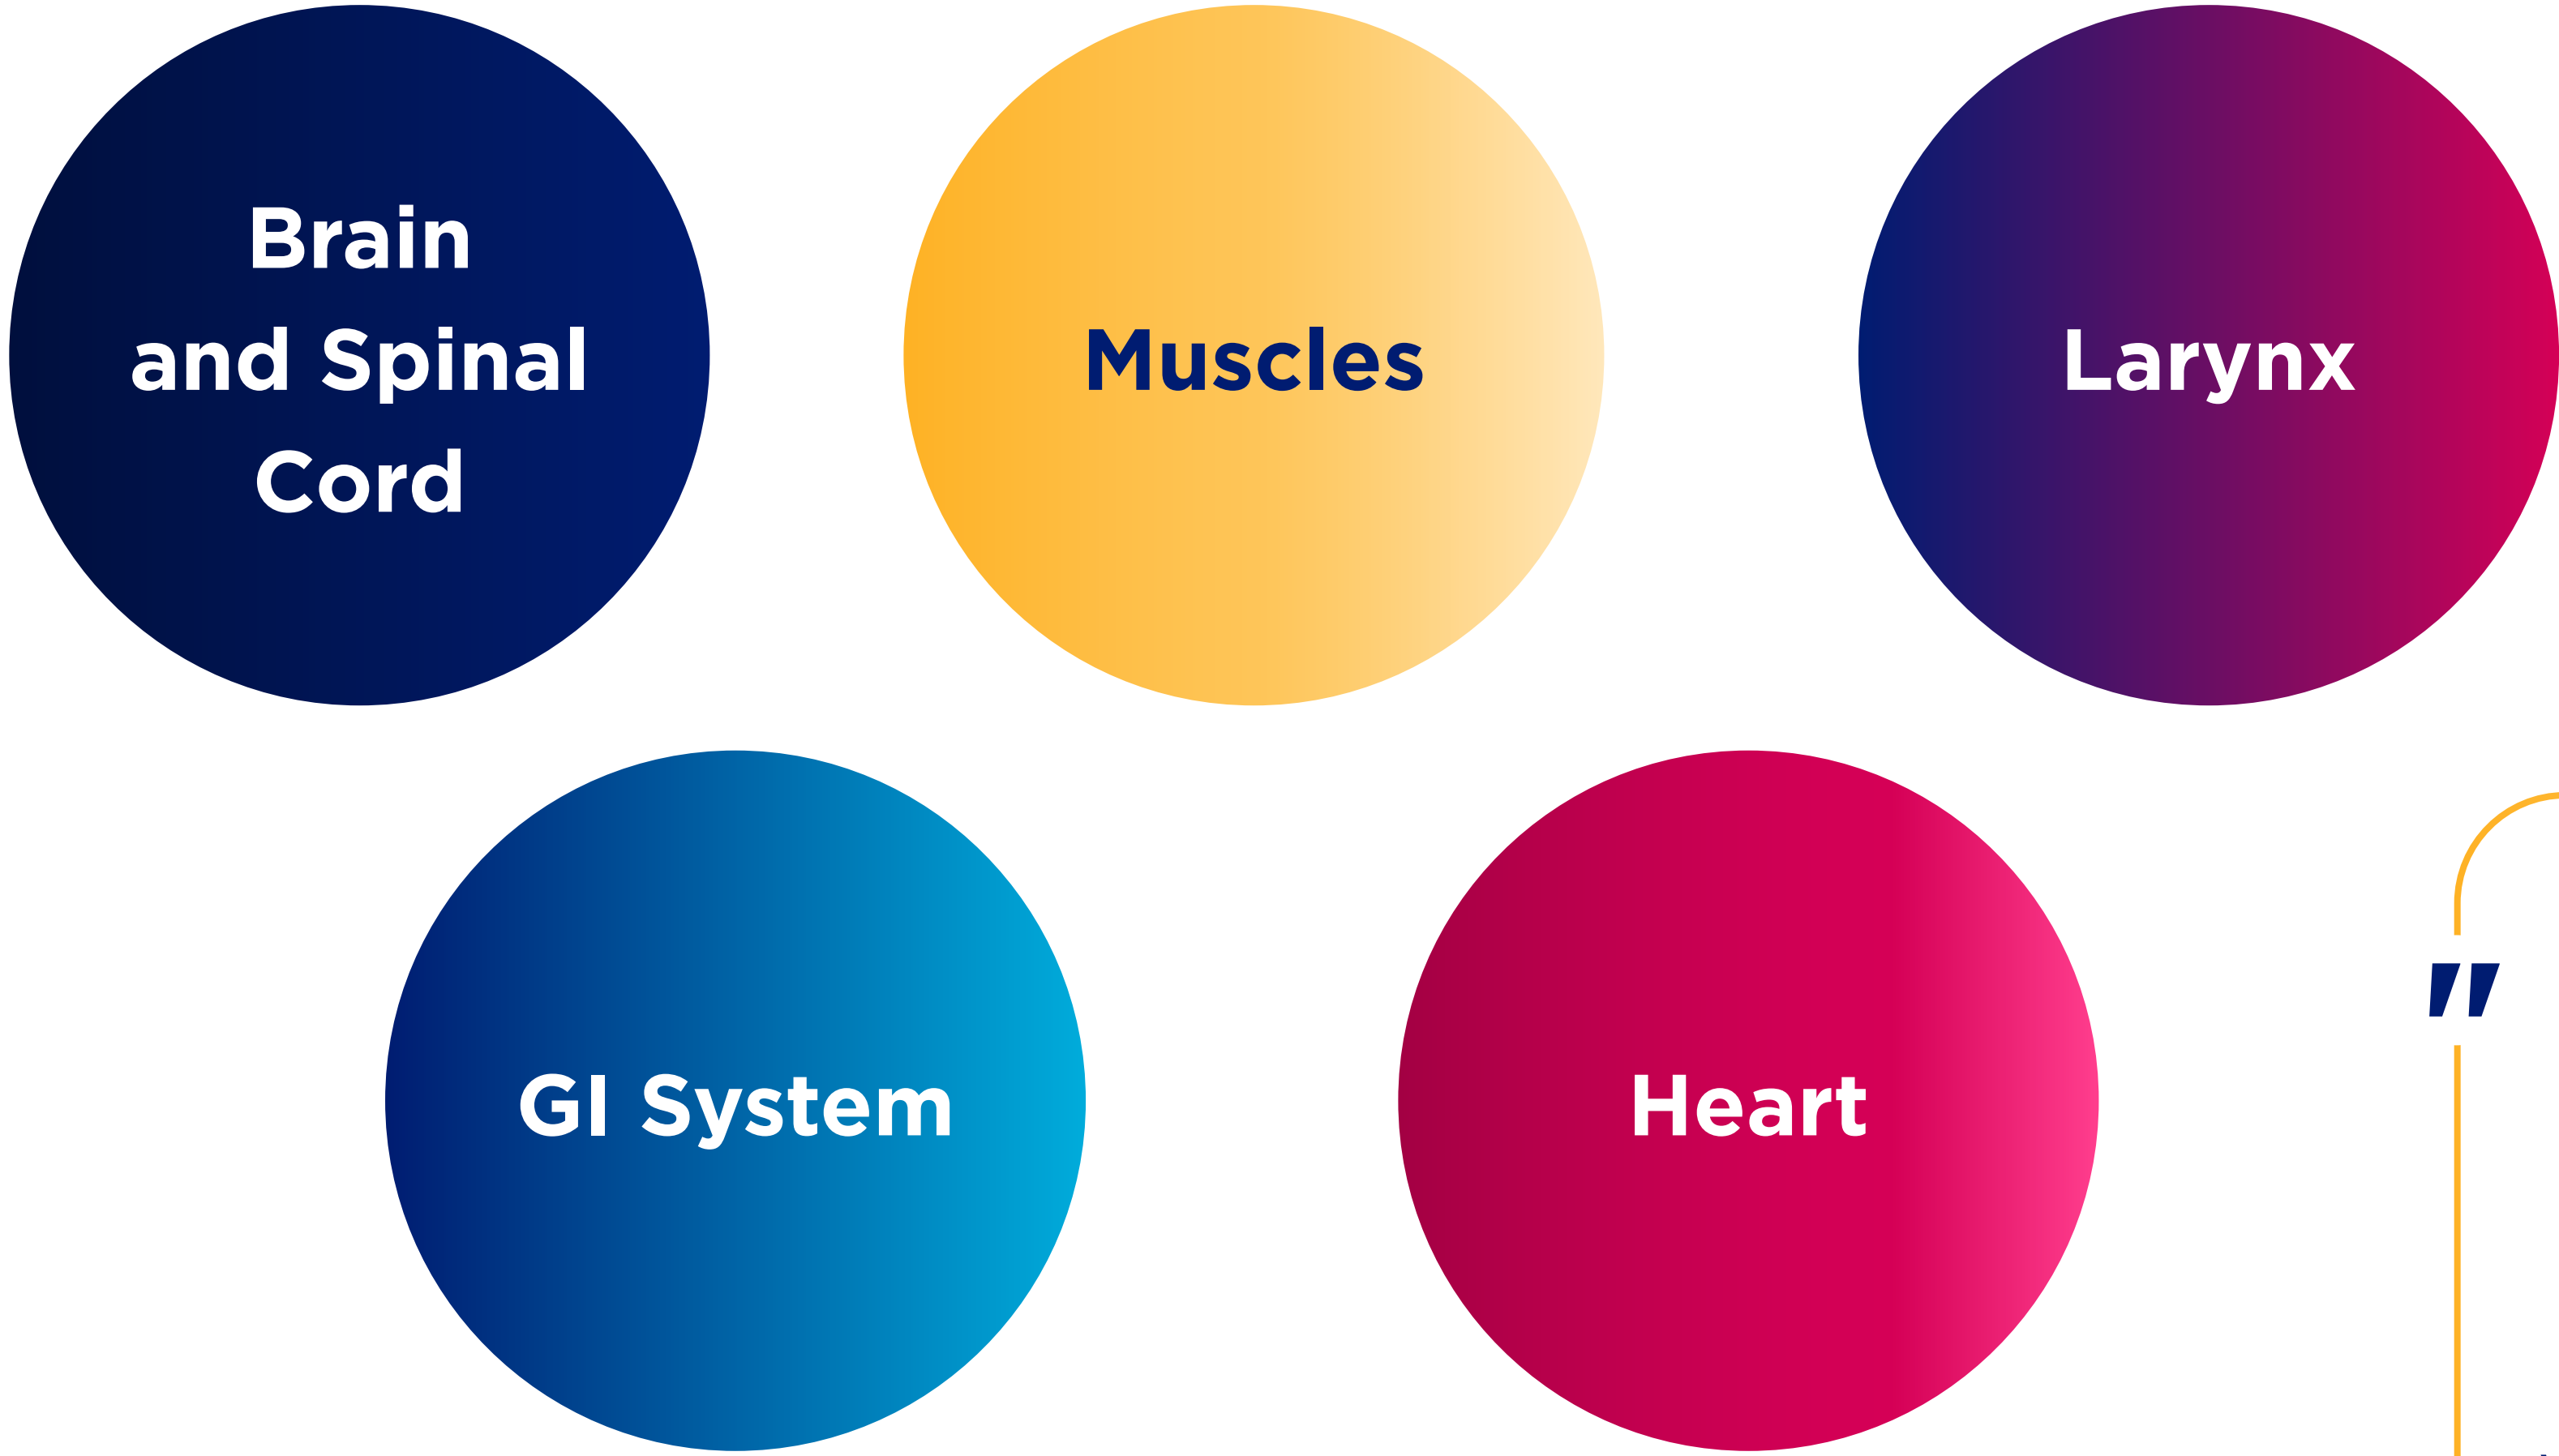 Brain
and Spinal
Cord
Muscles
Larynx
GI System
Heart
"